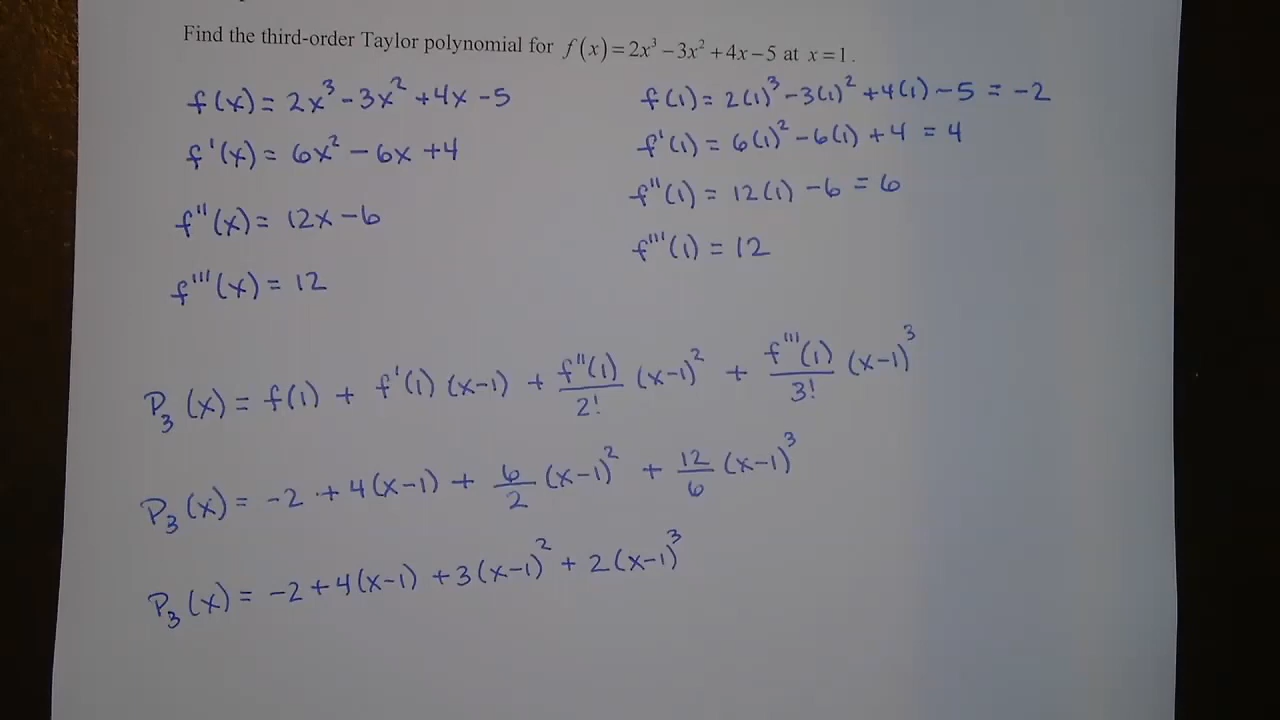 Find the third-order Taylor polynomial for f(x)=2x³−3x²+4x−5 at x=1.
f(x) = 2x³ −3x² +4x −5
f(1) = 2(1)³ −3(1)² +4(1) −5 = −2
f'(x) = 6x² − 6x +4
f'(1) = 6(1)² −6(1) +4 = 4
f''(x) = 12x −6
f''(1) = 12(1) −6 = 6
f'''(x) = 12
f'''(1) = 12
P₃(x) = f(1) + f'(1)(x−1) + f''(1)/2! (x−1)² + f'''(1)/3! (x−1)³
P₃(x) = −2 + 4(x−1) + 6/2 (x−1)² + 12/6 (x−1)³
P₃(x) = −2+4(x−1) +3(x−1)² + 2(x−1)³